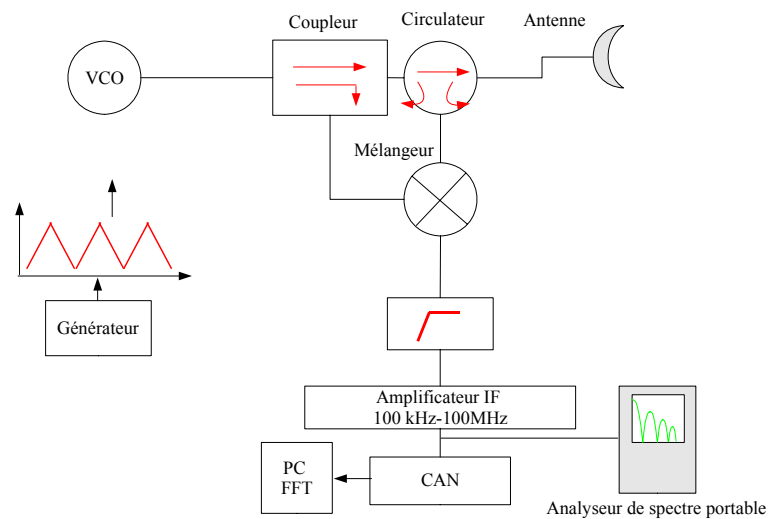 Coupleur
Circulateur
Antenne
VCO
Mélangeur
Générateur
Amplificateur IF
100 kHz-100MHz
PC
FFT
CAN
Analyseur de spectre portable